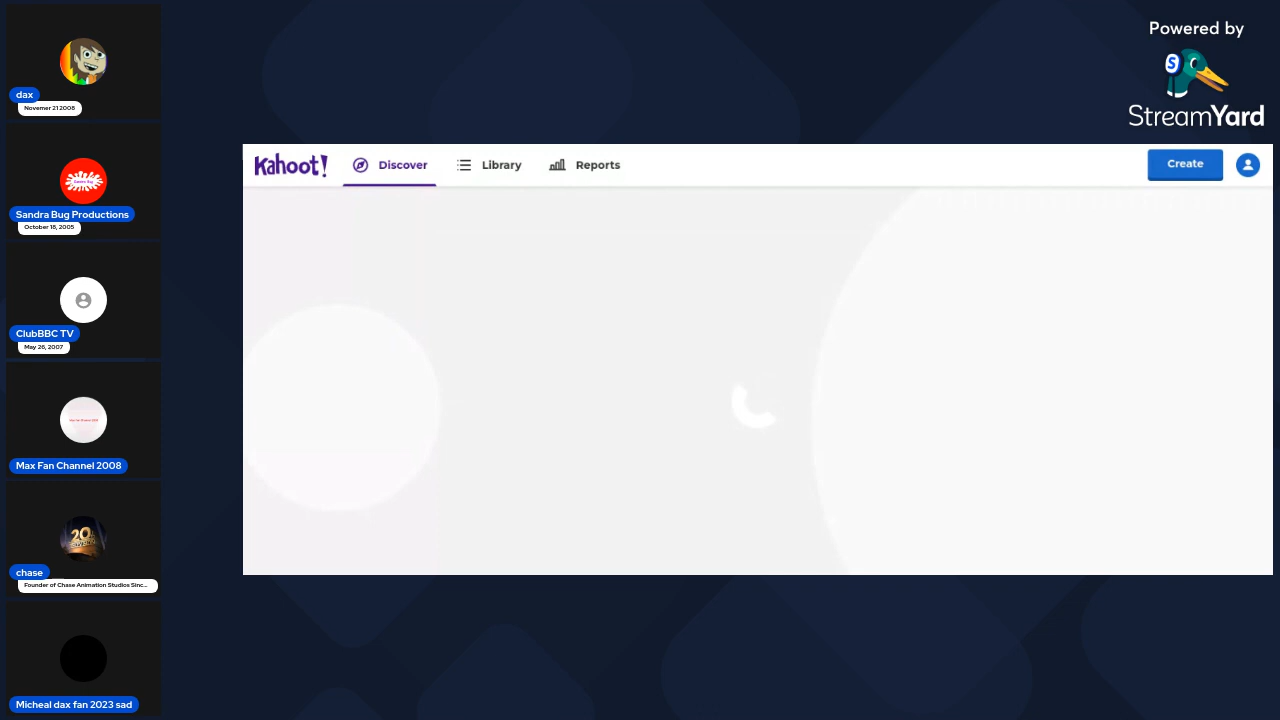 dax
Novemer 21 2008
Sandra Bug Productions
October 18, 2005
ClubBBC TV
May 26, 2007
Max Fan Channel 2008
chase
Founder of Chase Animation Studios Sinc...
Micheal dax fan 2023 sad
Kahoot!
Discover
Library
Reports
Create
Powered by
S
StreamYard